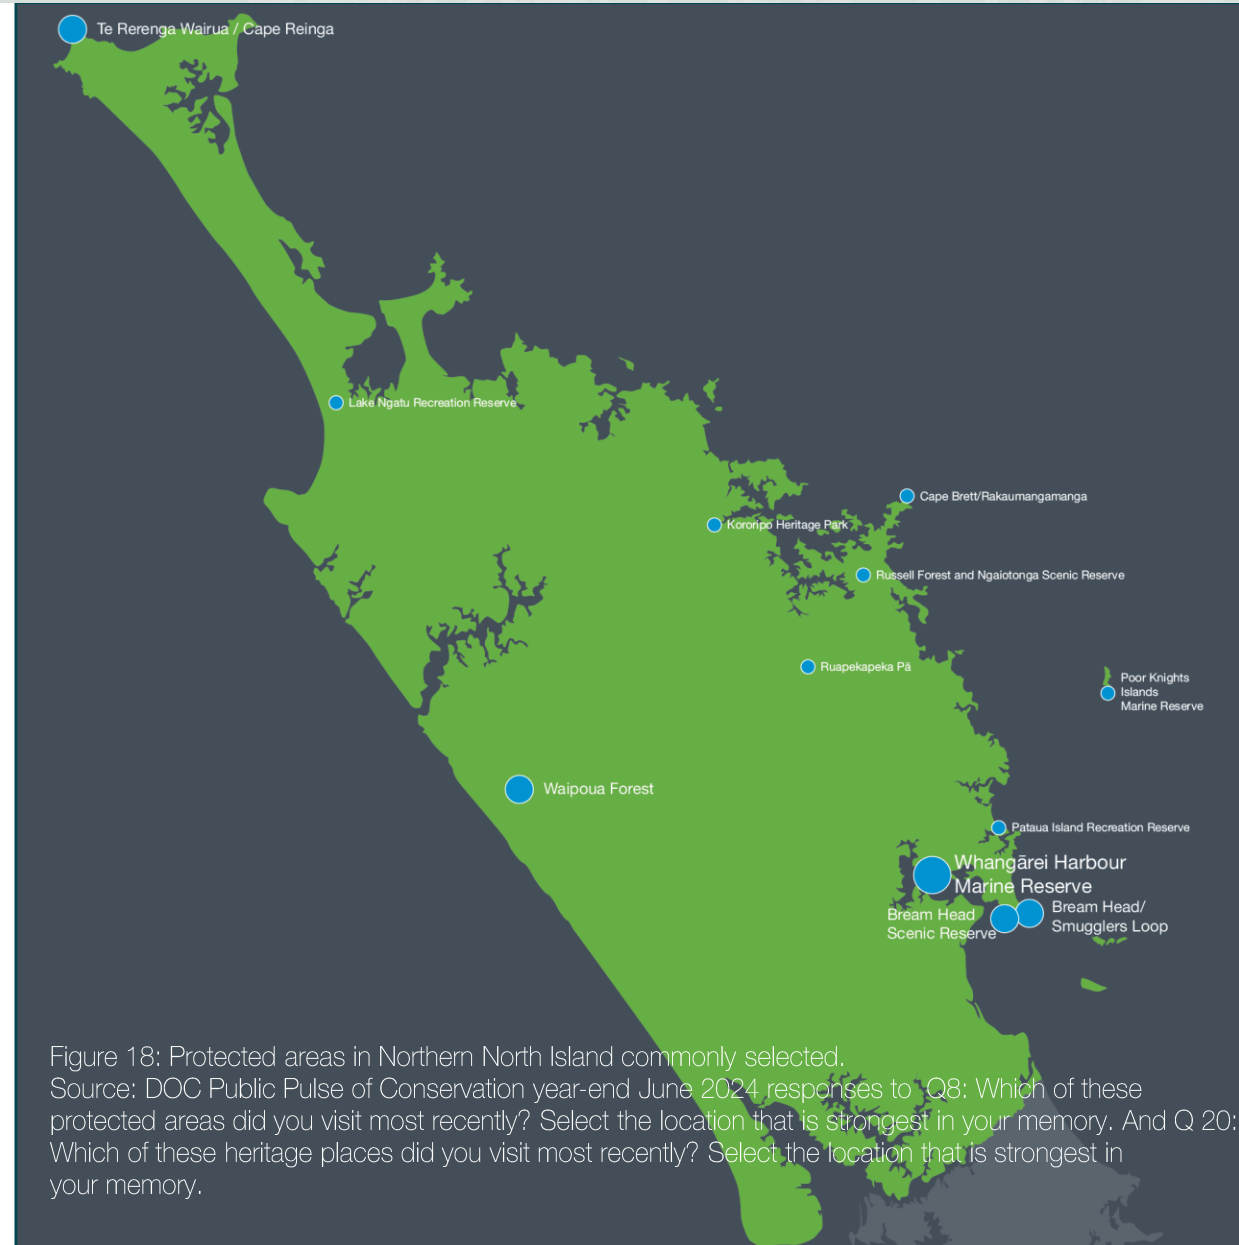 Te Rerenga Wairua / Cape Reinga
Lake Ngatu Recreation Reserve
Cape Brett/Rakaumangamanga
Kororipo Heritage Park
Russell Forest and Ngaiotonga Scenic Reserve
Ruapekapeka Pā
Poor Knights
Islands
Marine Reserve
Waipoua Forest
Pataua Island Recreation Reserve
Whangārei Harbour
Marine Reserve
Bream Head
Scenic Reserve
Bream Head/
Smugglers Loop
Figure 18: Protected areas in Northern North Island commonly selected.
Source: DOC Public Pulse of Conservation year-end June 2024 responses to  Q8: Which of these
protected areas did you visit most recently? Select the location that is strongest in your memory. And Q 20:
Which of these heritage places did you visit most recently? Select the location that is strongest in
your memory.